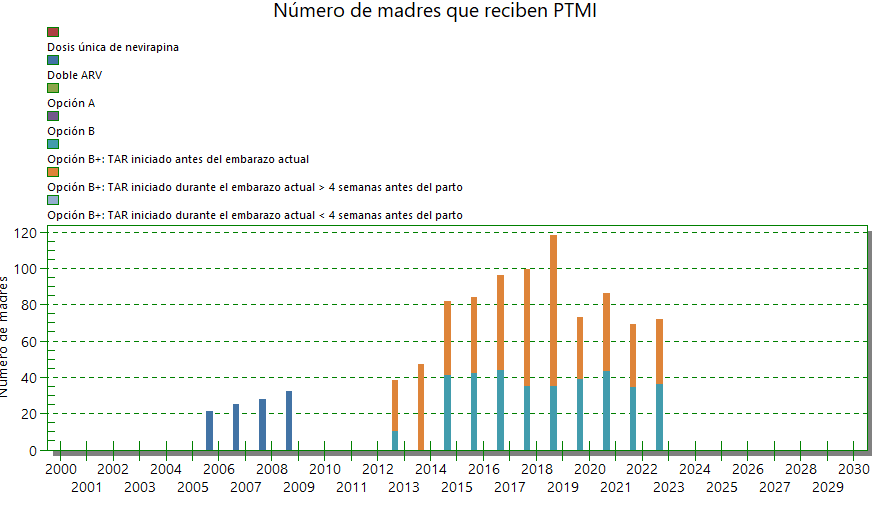 Número de madres que reciben PTMI
Dosis única de nevirapina
Doble ARV
Opción A
Opción B
Opción B+: TAR iniciado antes del embarazo actual
Opción B+: TAR iniciado durante el embarazo actual > 4 semanas antes del parto
Opción B+: TAR iniciado durante el embarazo actual < 4 semanas antes del parto
Número de madres
120
100
80
60
40
20
0
2000 2002 2004 2006 2008 2010 2012 2014 2016 2018 2020 2022 2024 2026 2028 2030
2001 2003 2005 2007 2009 2011 2013 2015 2017 2019 2021 2023 2025 2027 2029